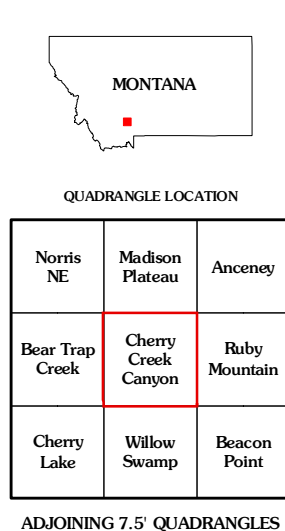 MONTANA
QUADRANGLE LOCATION
Norris
NE
Madison
Plateau
Anceney
Bear Trap
Creek
Cherry
Creek
Canyon
Ruby
Mountain
Cherry
Lake
Willow
Swamp
Beacon
Point
ADJOINING 7.5' QUADRANGLES